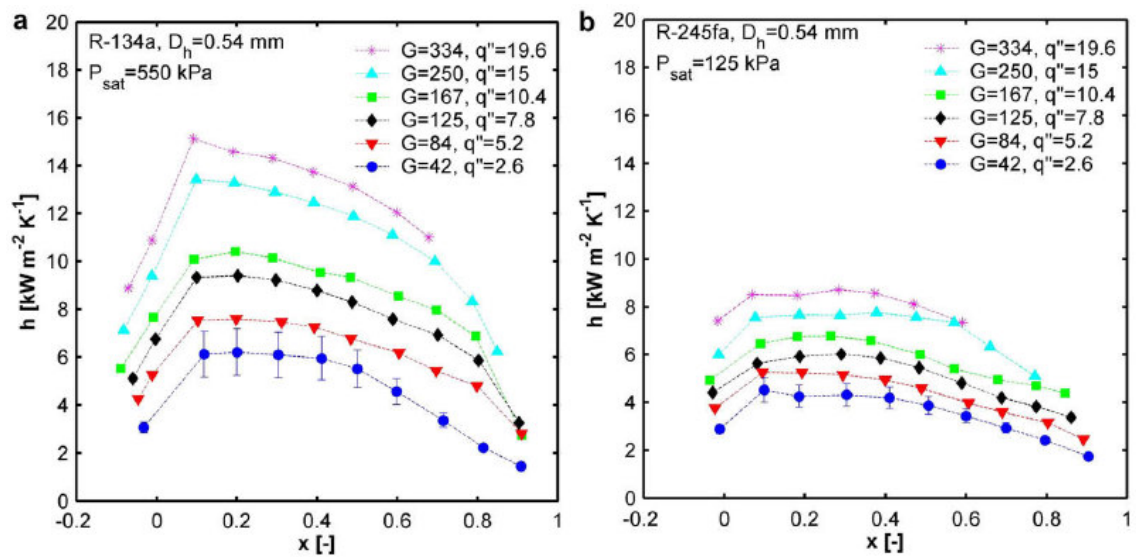 a
R-134a, D_h=0.54 mm
P_sat=550 kPa
G=334, q"=19.6
G=250, q"=15
G=167, q"=10.4
G=125, q"=7.8
G=84, q"=5.2
G=42, q"=2.6
h [kW m⁻² K⁻¹]
20
18
16
14
12
10
8
6
4
2
0
-0.2 0 0.2 0.4 0.6 0.8 1
x [-]
b
R-245fa, D_h=0.54 mm
P_sat=125 kPa
G=334, q"=19.6
G=250, q"=15
G=167, q"=10.4
G=125, q"=7.8
G=84, q"=5.2
G=42, q"=2.6
h [kW m⁻² K⁻¹]
20
18
16
14
12
10
8
6
4
2
0
-0.2 0 0.2 0.4 0.6 0.8 1
x [-]